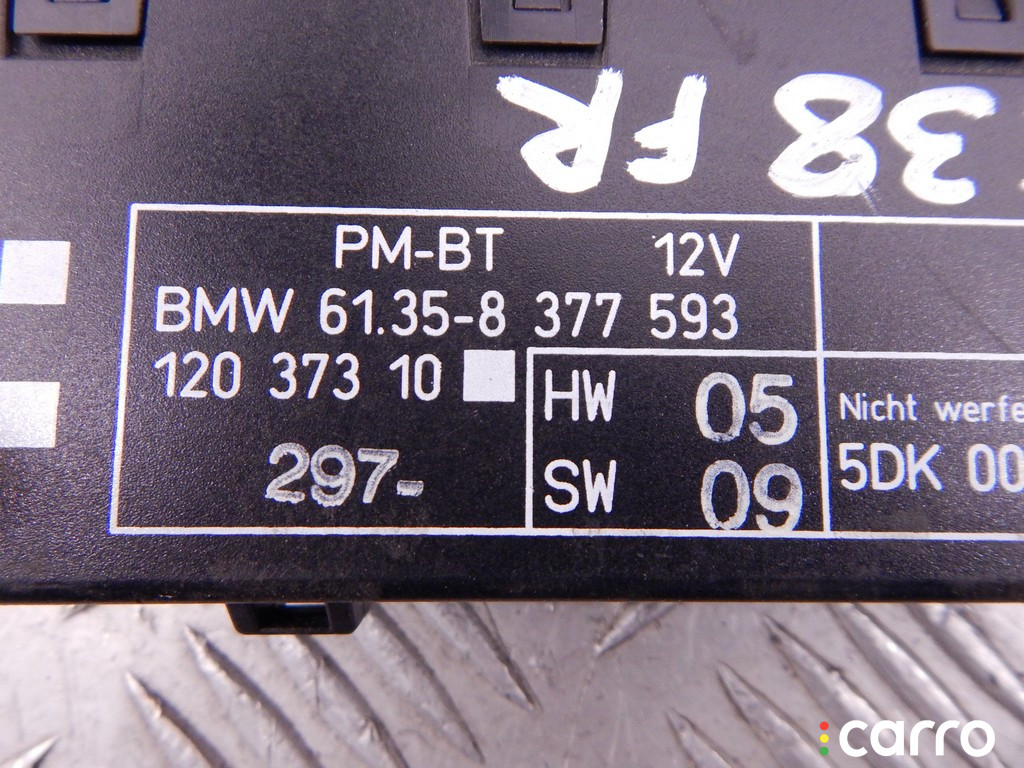 38 FR
PM-BT 12V
BMW 61.35-8 377 593
120 373 10
297-
HW 05
SW 09
Nicht werfe
5DK 00
carro